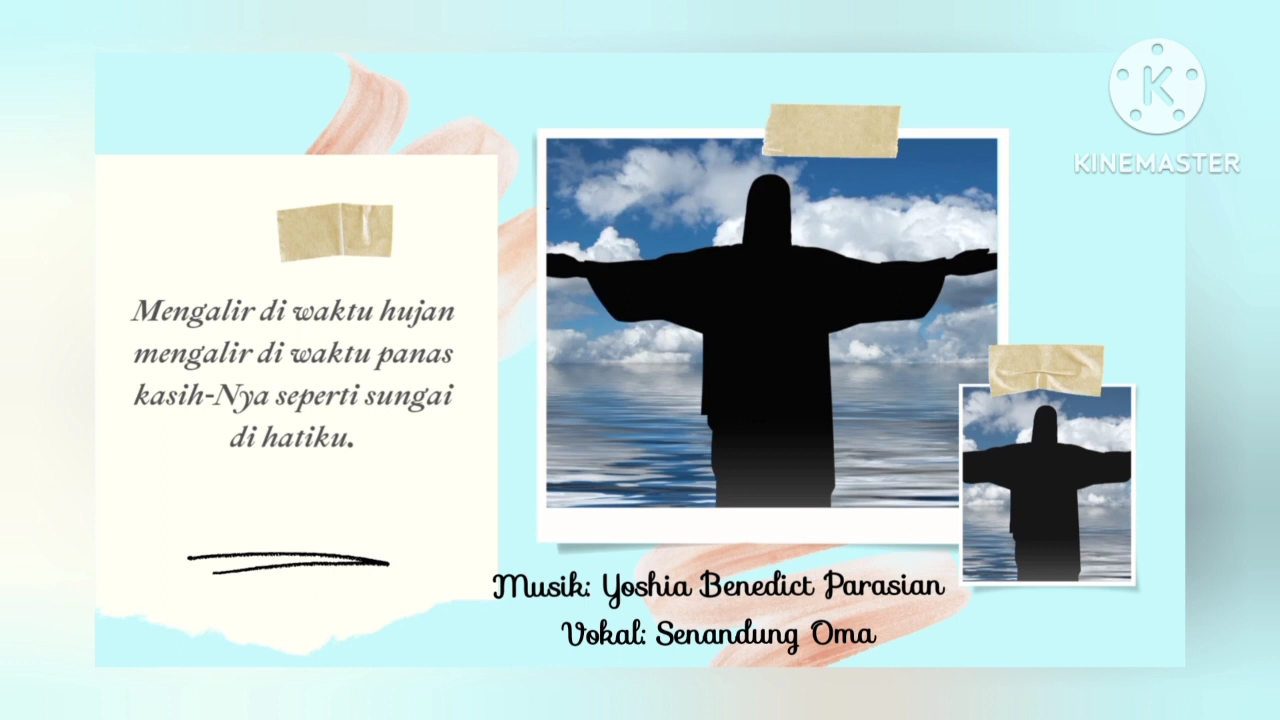 KINEMASTER
Mengalir di waktu hujan
mengalir di waktu panas
kasih-Nya seperti sungai
di hatiku.
Musik: Yoshia Benedict Parasian
Vokal: Senandung Oma